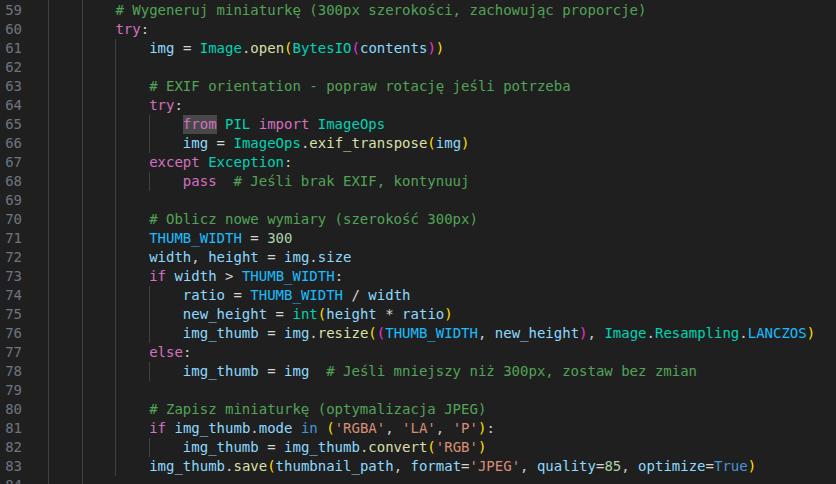 59 # Wygeneruj miniaturkę (300px szerokości, zachowując proporcje)
60 try:
61 img = Image.open(BytesIO(contents))
62
63 # EXIF orientation - popraw rotację jeśli potrzeba
64 try:
65 from PIL import ImageOps
66 img = ImageOps.exif_transpose(img)
67 except Exception:
68 pass  # Jeśli brak EXIF, kontynuuj
69
70 # Oblicz nowe wymiary (szerokość 300px)
71 THUMB_WIDTH = 300
72 width, height = img.size
73 if width > THUMB_WIDTH:
74 ratio = THUMB_WIDTH / width
75 new_height = int(height * ratio)
76 img_thumb = img.resize((THUMB_WIDTH, new_height), Image.Resampling.LANCZOS)
77 else:
78 img_thumb = img  # Jeśli mniejszy niż 300px, zostaw bez zmian
79
80 # Zapisz miniaturkę (optymalizacja JPEG)
81 if img_thumb.mode in ('RGBA', 'LA', 'P'):
82 img_thumb = img_thumb.convert('RGB')
83 img_thumb.save(thumbnail_path, format='JPEG', quality=85, optimize=True)